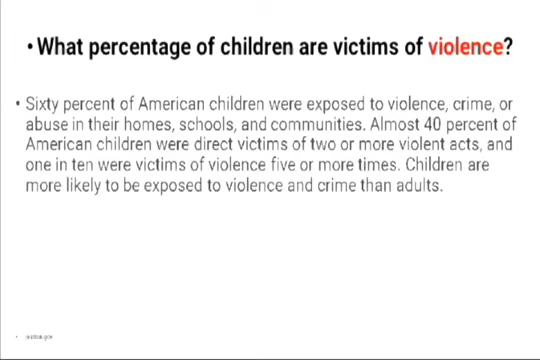 • What percentage of children are victims of violence?
• Sixty percent of American children were exposed to violence, crime, or
abuse in their homes, schools, and communities. Almost 40 percent of
American children were direct victims of two or more violent acts, and
one in ten were victims of violence five or more times. Children are
more likely to be exposed to violence and crime than adults.